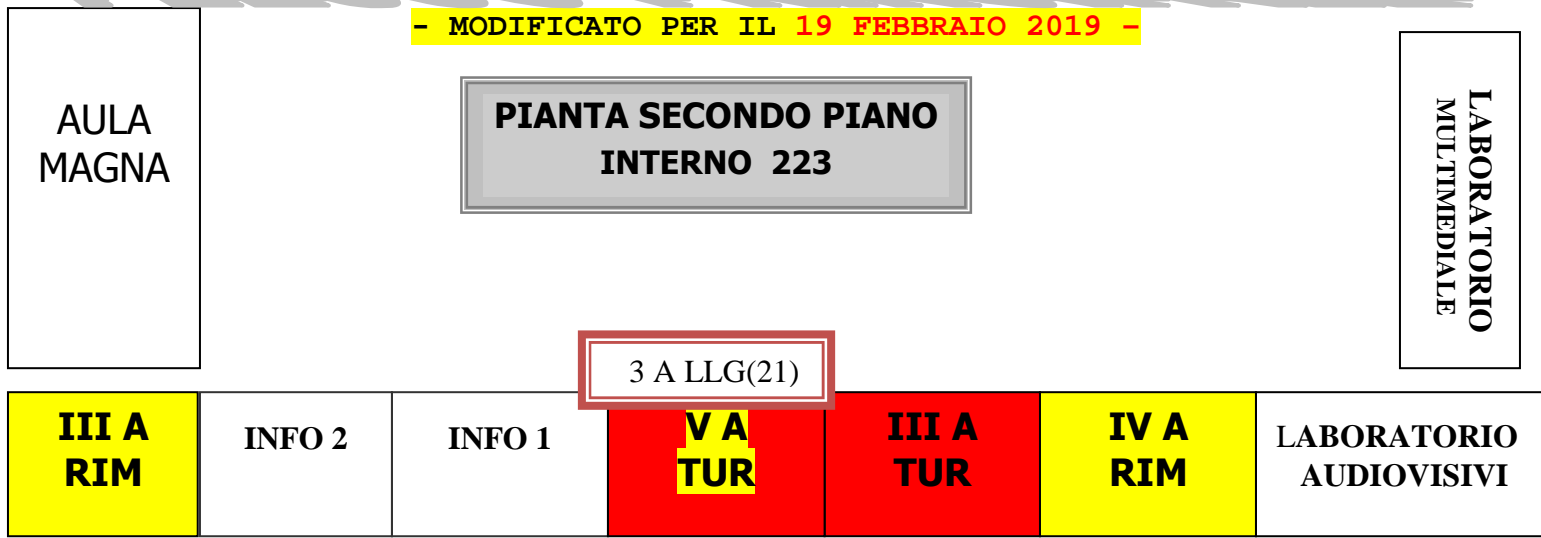 - MODIFICATO PER IL 19 FEBBRAIO 2019 –
AULA
MAGNA
PIANTA SECONDO PIANO
INTERNO 223
LABORATORIO
MULTIMEDIALE
3 A LLG(21)
III A
RIM
INFO 2
INFO 1
V A
TUR
III A
TUR
IV A
RIM
LABORATORIO
AUDIOVISIVI